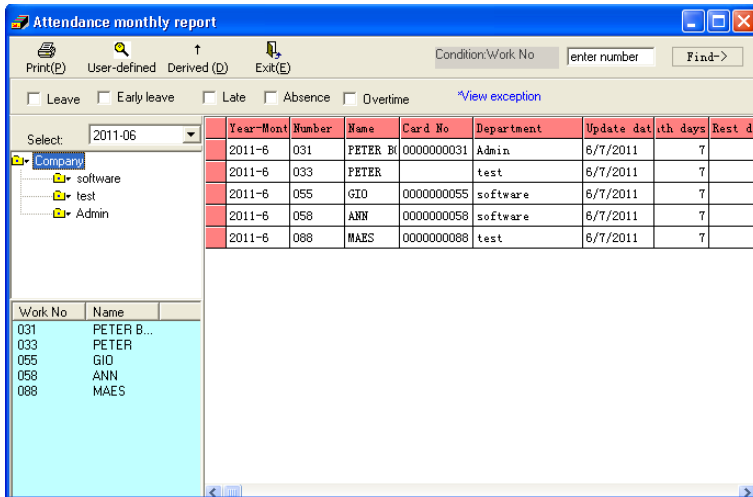 Attendance monthly report
Print(P) User-defined Derived (D) Exit(E) Condition:Work No enter number Find->
Leave Early leave Late Absence Overtime *View exception
Select: 2011-06
Company
software
test
Admin
Work No Name
031 PETER B...
033 PETER
055 GIO
058 ANN
088 MAES
Year-Mont Number Name Card No Department Update dat th days Rest d
2011-6 031 PETER B 0000000031 Admin 6/7/2011 7
2011-6 033 PETER test 6/7/2011 7
2011-6 055 GIO 0000000055 software 6/7/2011 7
2011-6 058 ANN 0000000058 software 6/7/2011 7
2011-6 088 MAES 0000000088 test 6/7/2011 7